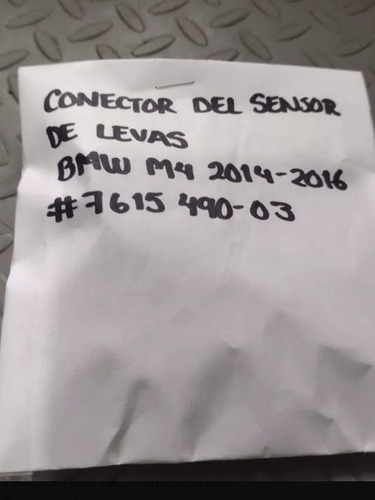 CONECTOR DEL SENSOR
DE LEVAS
BMW M4 2014-2016
#7615 490-03